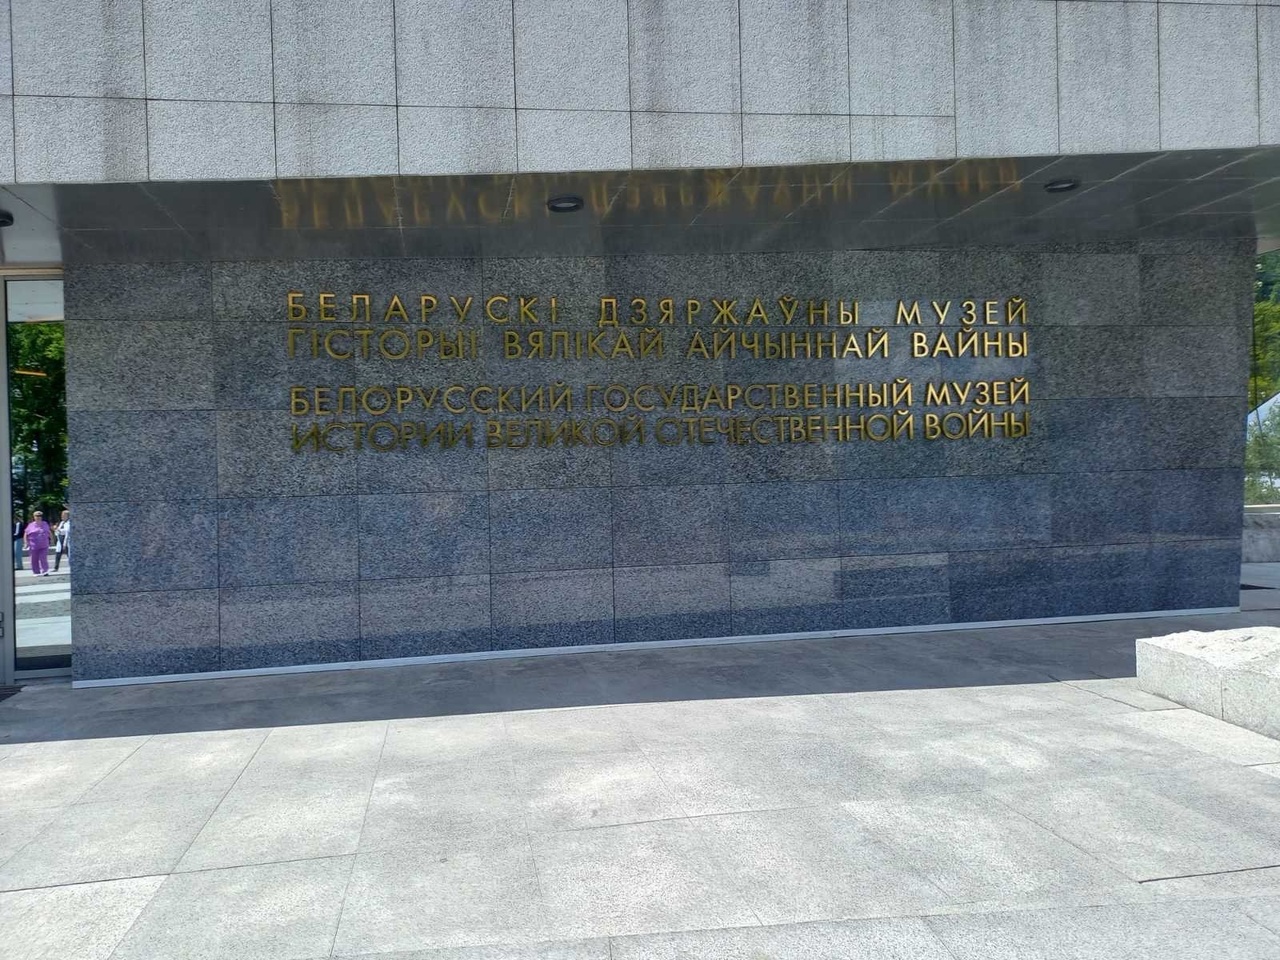 БЕЛАРУСКІ ДЗЯРЖАЎНЫ МУЗЕЙ
ГІСТОРЫІ ВЯЛІКАЙ АЙЧЫННАЙ ВАЙНЫ
БЕЛОРУССКИЙ ГОСУДАРСТВЕННЫЙ МУЗЕЙ
ИСТОРИИ ВЕЛИКОЙ ОТЕЧЕСТВЕННОЙ ВОЙНЫ